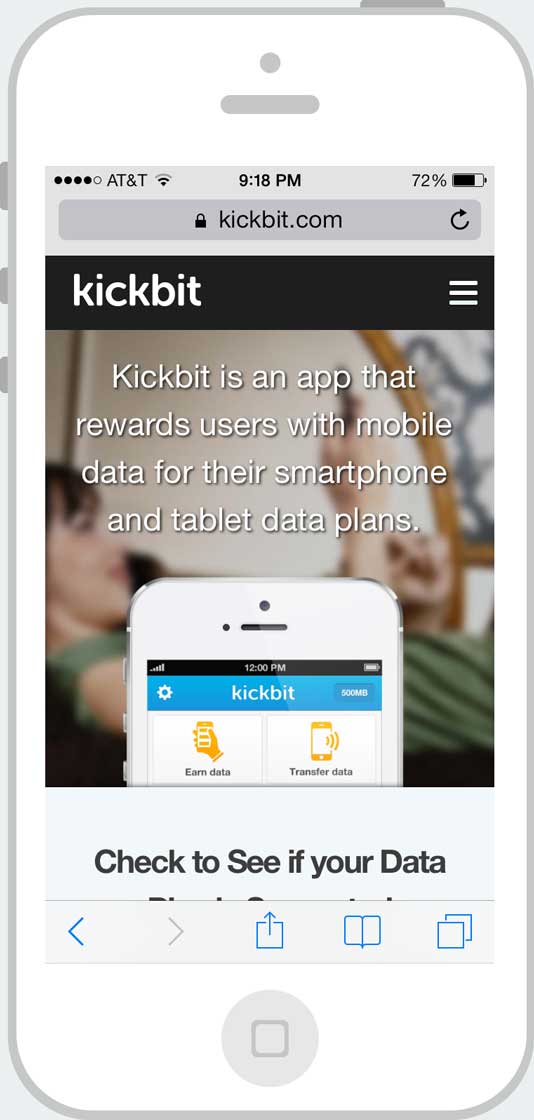 AT&T 9:18 PM 72%
kickbit.com
kickbit
Kickbit is an app that
rewards users with mobile
data for their smartphone
and tablet data plans.
12:00 PM
kickbit 500MB
Earn data Transfer data
Check to See if your Data